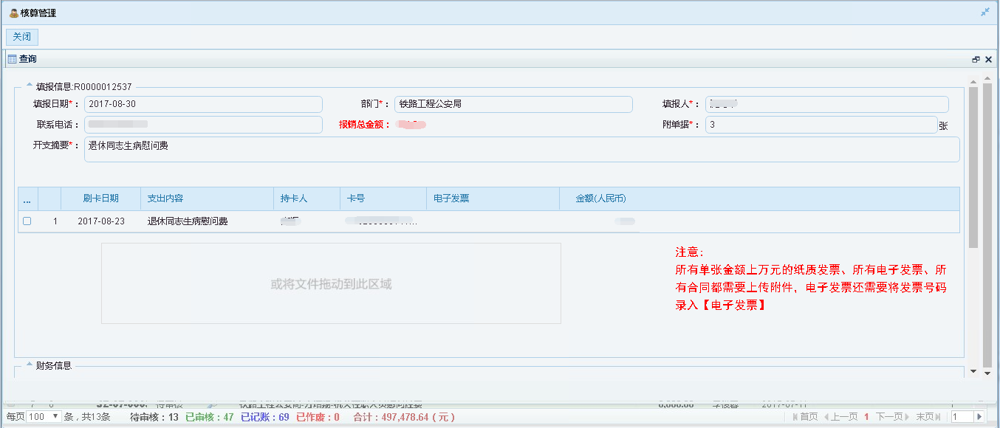 核算管理
关闭
查询
填报信息:R0000012537
填报日期*： 2017-08-30 部门*： 铁路工程公安局 填报人*：
联系电话： 报销总金额： 附单据*： 3 张
开支摘要*： 退休同志生病慰问费
... 刷卡日期 支出内容 持卡人 卡号 电子发票 金额(人民币)
1 2017-08-23 退休同志生病慰问费
或将文件拖动到此区域
注意：
所有单张金额上万元的纸质发票、所有电子发票、所
有合同都需要上传附件，电子发票还需要将发票号码
录入【电子发票】
财务信息
每页 100 条，共13条 待审核：13 已审核：47 已记账：69 已作废：0 合计：497,478.64（元） 首页 上一页 1 下一页 末页 1